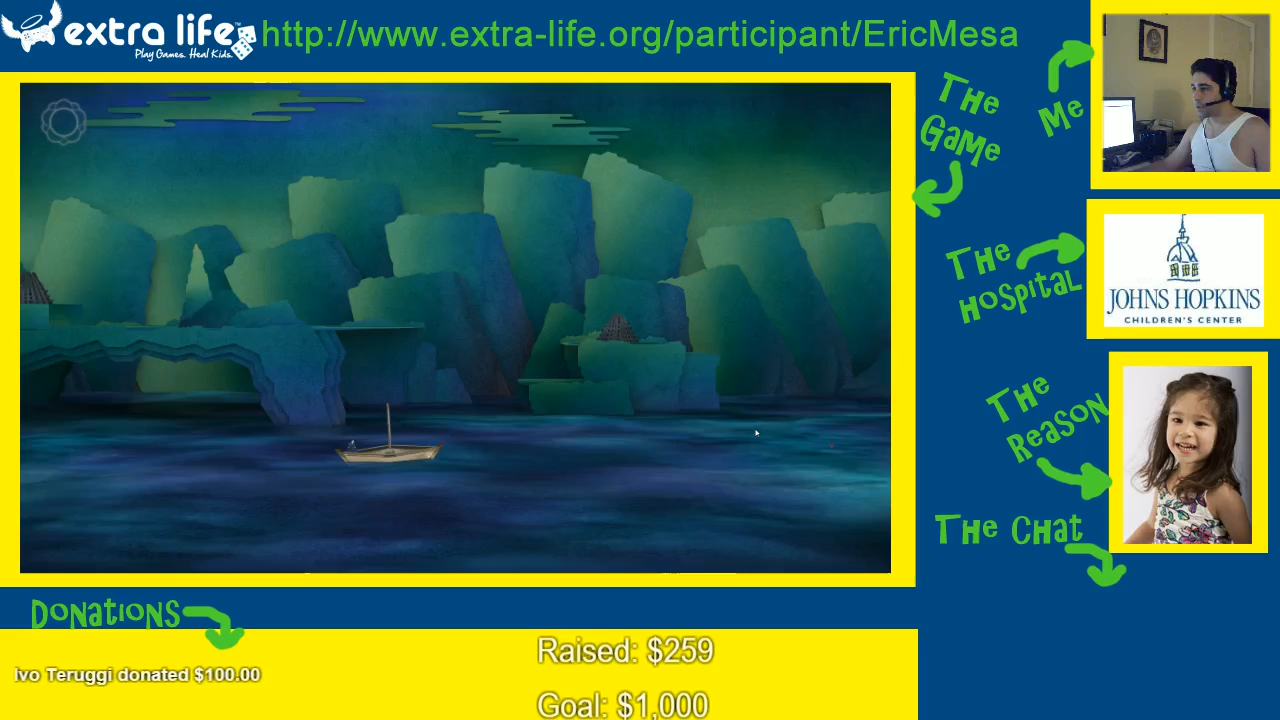 extra life
Play Games. Heal Kids.
http://www.extra-life.org/participant/EricMesa
The
Game
Me
The
Hospital
JOHNS HOPKINS
CHILDREN'S CENTER
The
Reason
The Chat
Donations
Ivo Teruggi donated $100.00
Raised: $259
Goal: $1,000